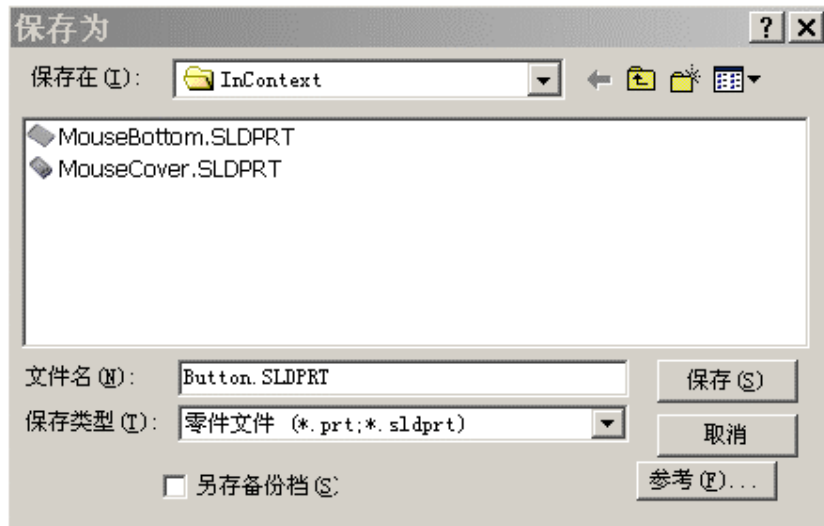 保存为
保存在(I): InContext
MouseBottom.SLDPRT
MouseCover.SLDPRT
文件名(N): Button.SLDPRT 保存(S)
保存类型(T): 零件文件 (*.prt;*.sldprt) 取消
另存备份档(S) 参考(F)...